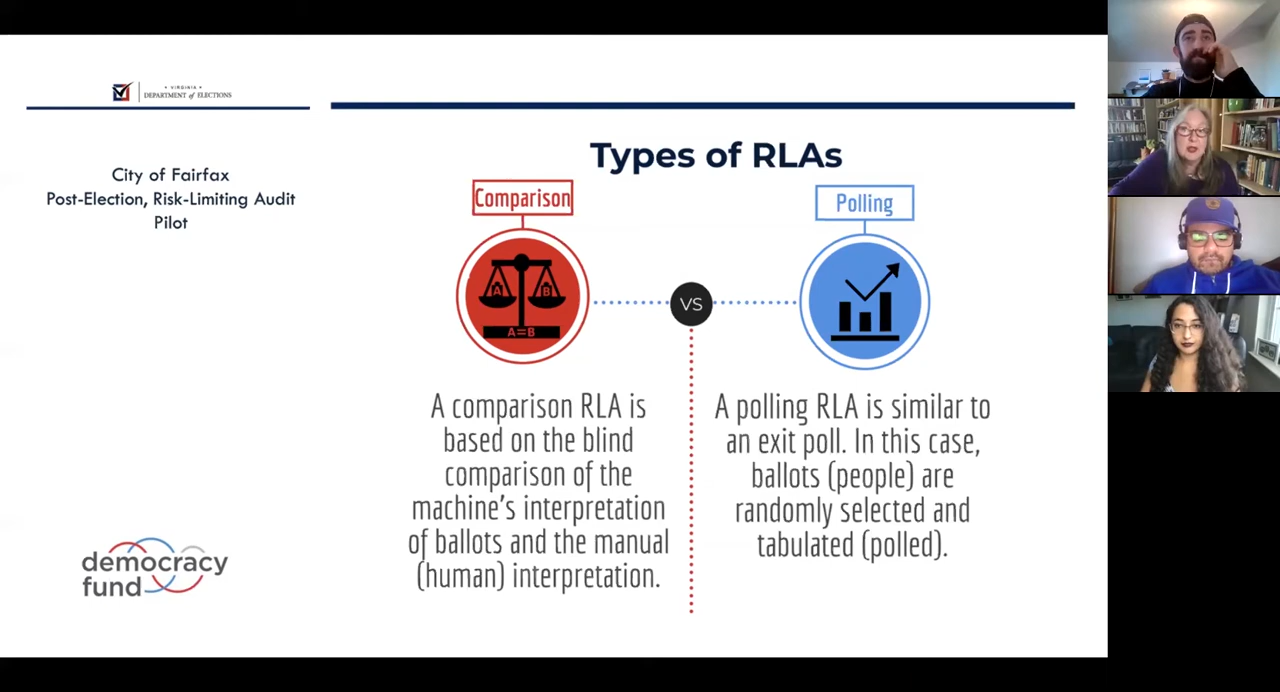 ★ VIRGINIA ★
DEPARTMENT of ELECTIONS
City of Fairfax
Post-Election, Risk-Limiting Audit
Pilot
democracy
fund
Types of RLAs
Comparison
Polling
A B
A=B
VS
A comparison RLA is
based on the blind
comparison of the
machine’s interpretation
of ballots and the manual
(human) interpretation.
A polling RLA is similar to
an exit poll. In this case,
ballots (people) are
randomly selected and
tabulated (polled).